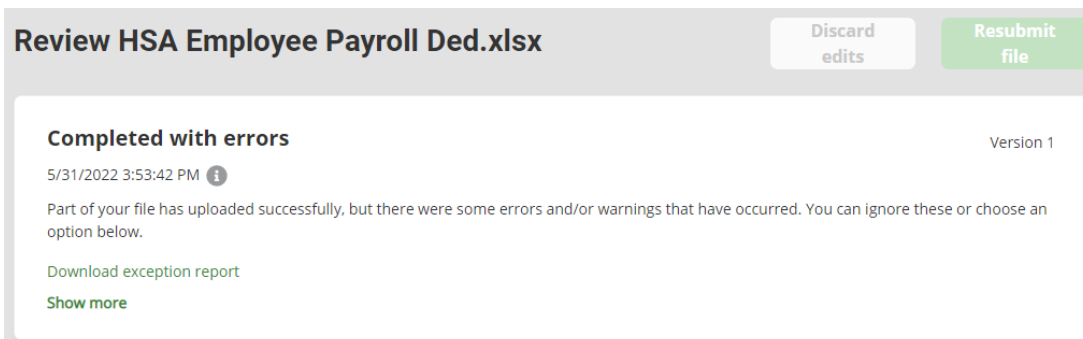 Review HSA Employee Payroll Ded.xlsx
Discard
edits
Resubmit
file
Completed with errors
Version 1
5/31/2022 3:53:42 PM
Part of your file has uploaded successfully, but there were some errors and/or warnings that have occurred. You can ignore these or choose an
option below.
Download exception report
Show more